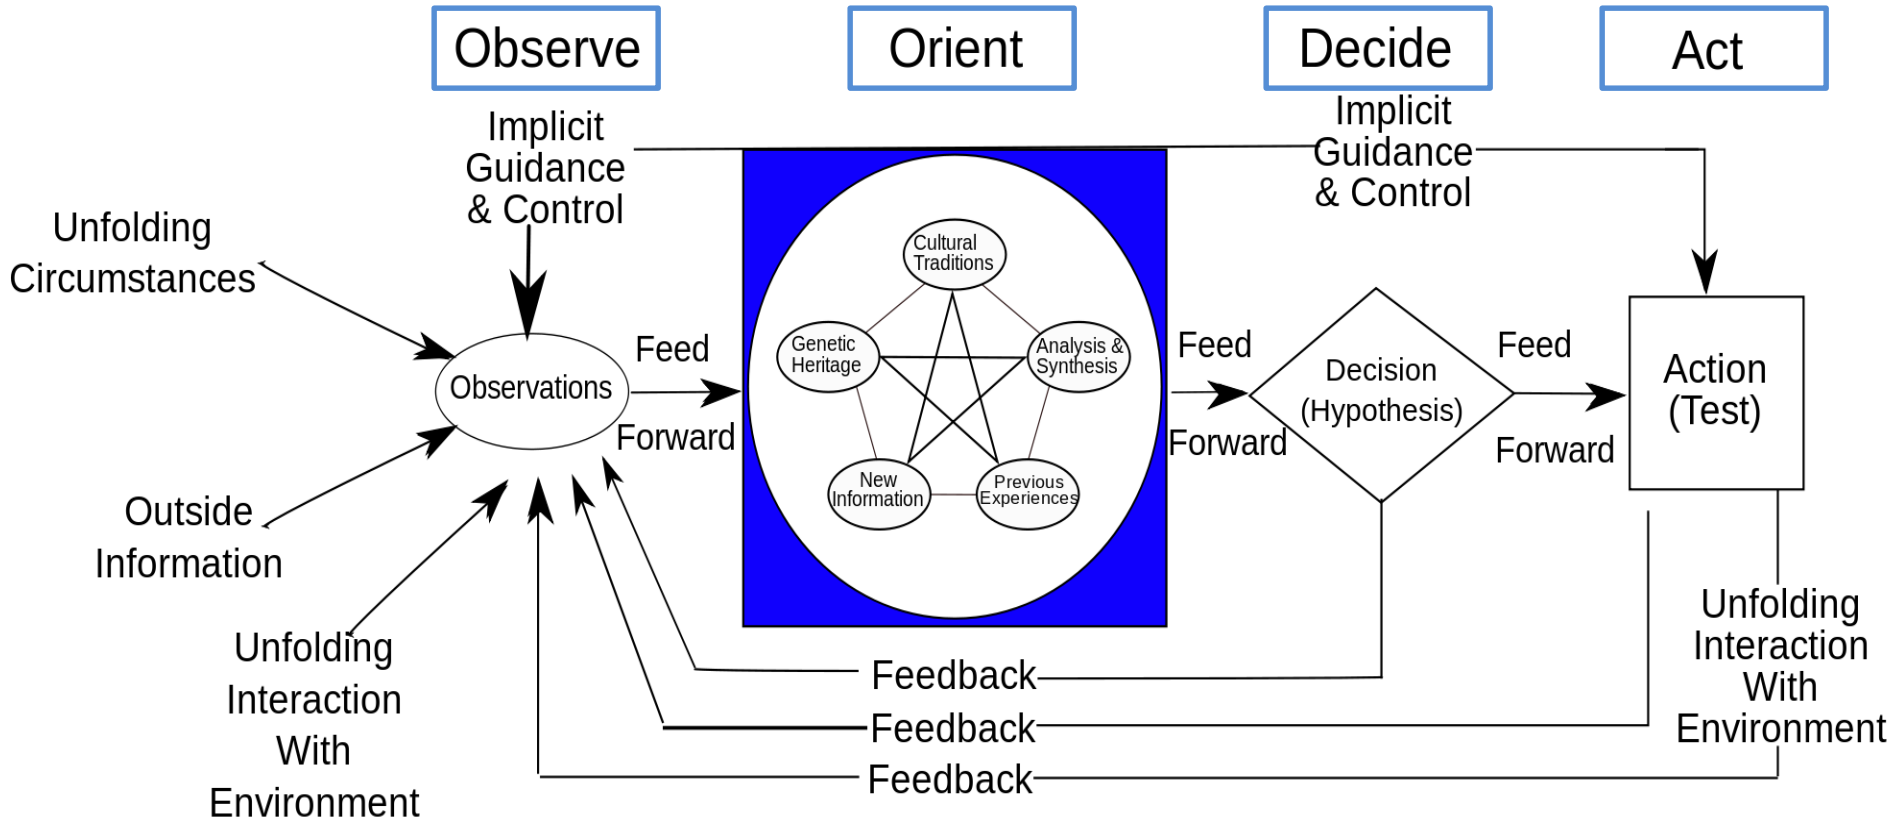 Observe
Orient
Decide
Act
Implicit
Guidance
& Control
Implicit
Guidance
& Control
Unfolding
Circumstances
Observations
Outside
Information
Unfolding
Interaction
With
Environment
Feed
Forward
Cultural
Traditions
Genetic
Heritage
Analysis &
Synthesis
New
Information
Previous
Experiences
Feed
Forward
Decision
(Hypothesis)
Feed
Forward
Action
(Test)
Unfolding
Interaction
With
Environment
Feedback
Feedback
Feedback